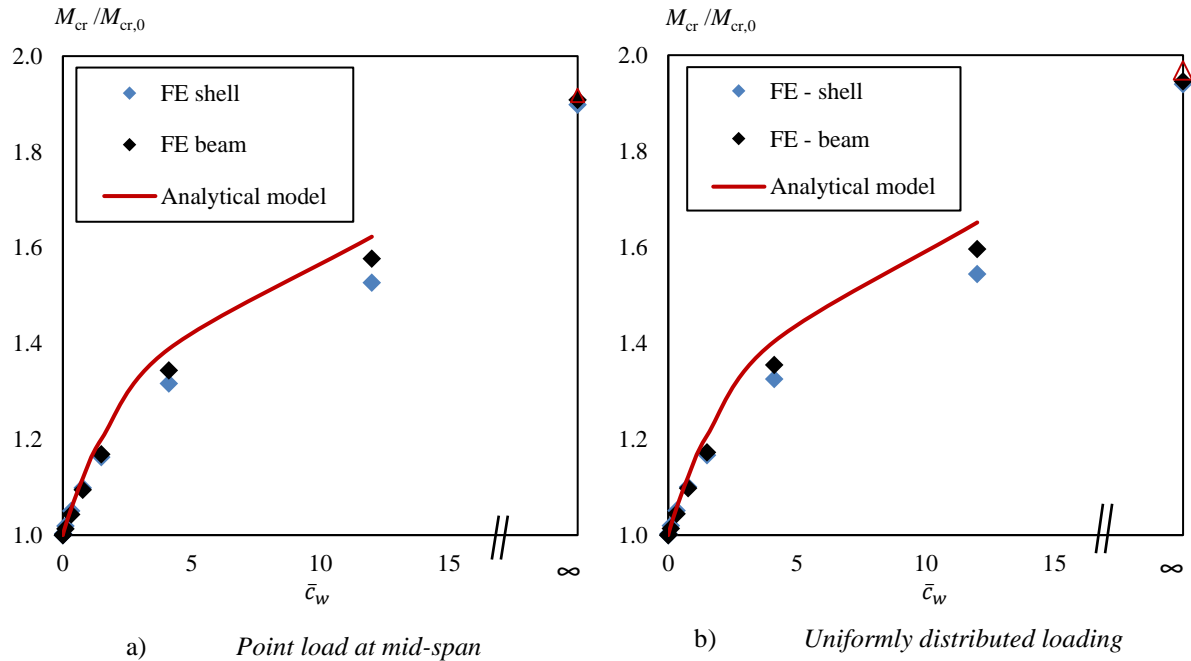 M_cr /M_cr,0
2.0
1.8
1.6
1.4
1.2
1.0
FE shell
FE beam
Analytical model
0 5 10 15 ∞
c̄_w
a) Point load at mid-span
M_cr /M_cr,0
2.0
1.8
1.6
1.4
1.2
1.0
FE - shell
FE - beam
Analytical model
0 5 10 15 ∞
c̄_w
b) Uniformly distributed loading